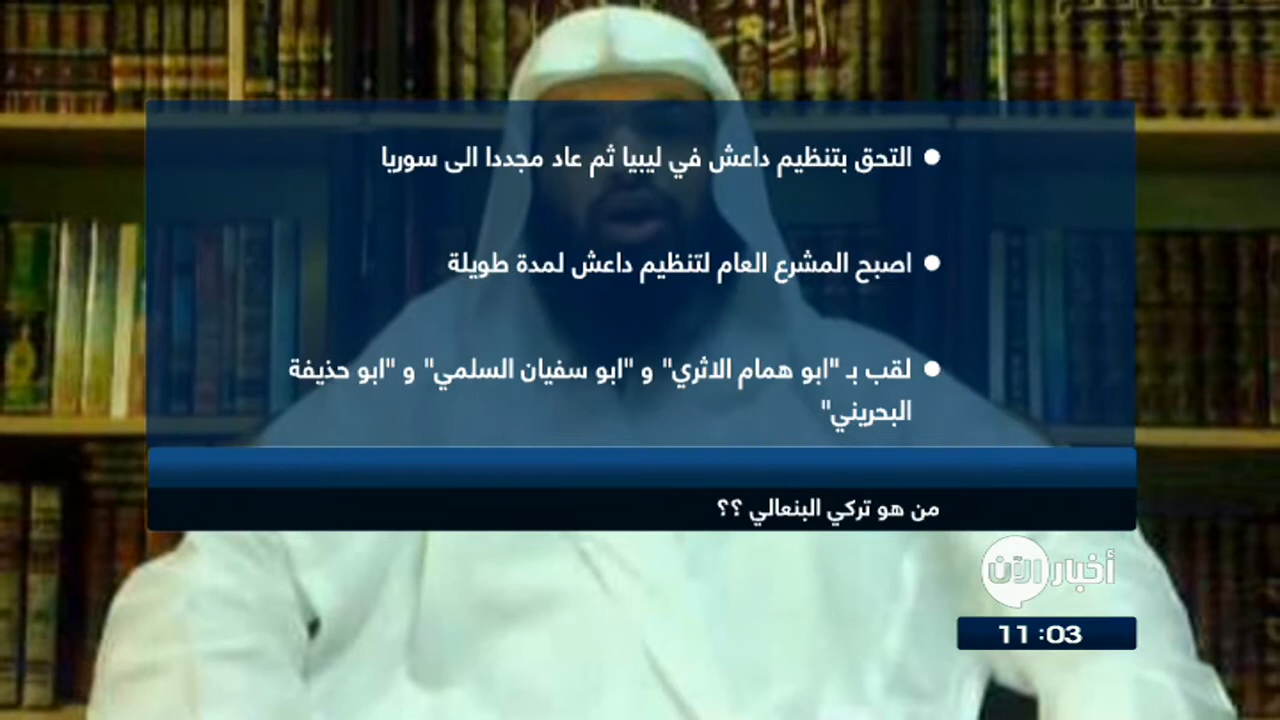 التحق بتنظيم داعش في ليبيا ثم عاد مجددا الى سوريا
اصبح المشرع العام لتنظيم داعش لمدة طويلة
لقب بـ "ابو همام الاثري" و "ابو سفيان السلمي" و "ابو حذيفة
البحريني"
من هو تركي البنعالي ؟؟
أخبار الآن
11:03